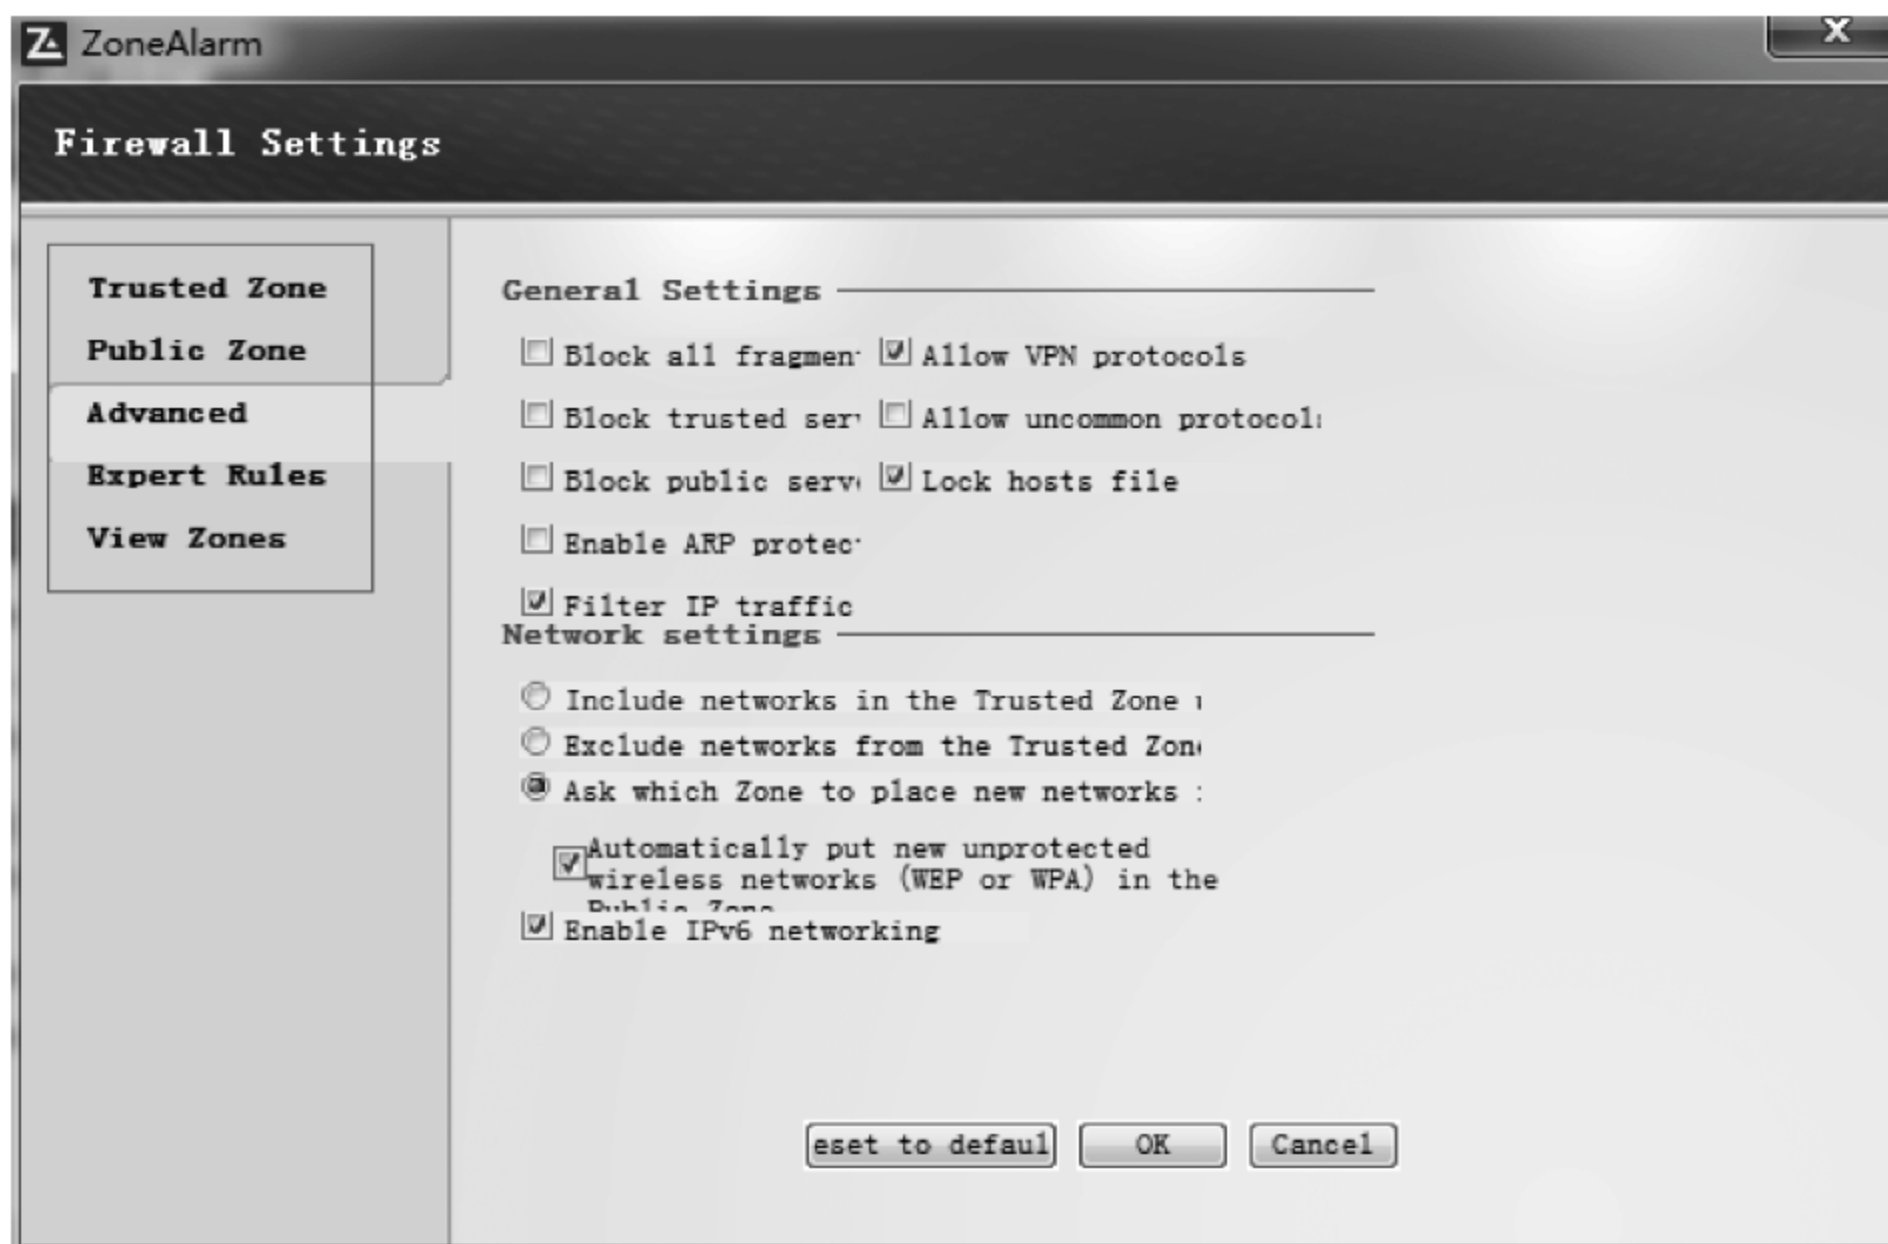 ZoneAlarm
Firewall Settings
Trusted Zone
Public Zone
Advanced
Expert Rules
View Zones
General Settings
Block all fragmen
Allow VPN protocols
Block trusted ser
Allow uncommon protocol
Block public serv
Lock hosts file
Enable ARP protec
Filter IP traffic
Network settings
Include networks in the Trusted Zone
Exclude networks from the Trusted Zon
Ask which Zone to place new networks
Automatically put new unprotected
wireless networks (WEP or WPA) in the
Public Zone
Enable IPv6 networking
eset to defaul
OK
Cancel